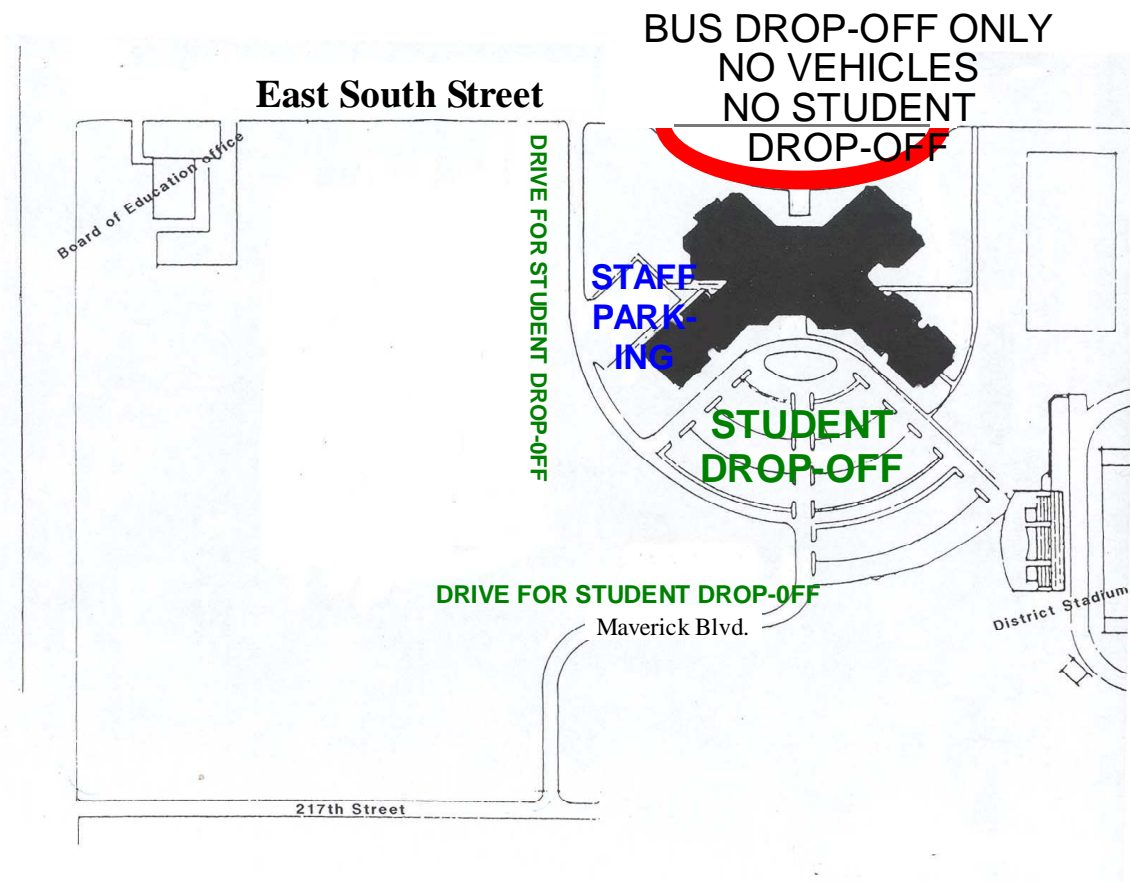 BUS DROP-OFF ONLY
NO VEHICLES
NO STUDENT
DROP-OFF
East South Street
Board of Education office
DRIVE FOR STUDENT DROP-0FF
STAFF
PARK-
ING
STUDENT
DROP-OFF
DRIVE FOR STUDENT DROP-0FF
Maverick Blvd.
District Stadium
217th Street